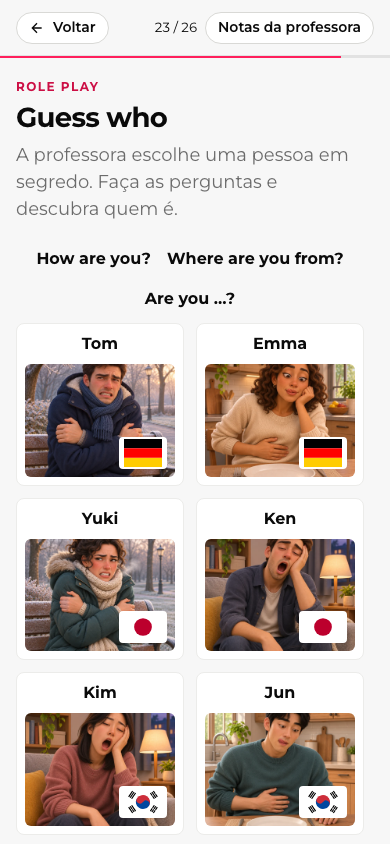 Voltar
23 / 26
Notas da professora
ROLE PLAY
Guess who
A professora escolhe uma pessoa em
segredo. Faça as perguntas e
descubra quem é.
How are you? Where are you from?
Are you ...?
Tom
Emma
Yuki
Ken
Kim
Jun